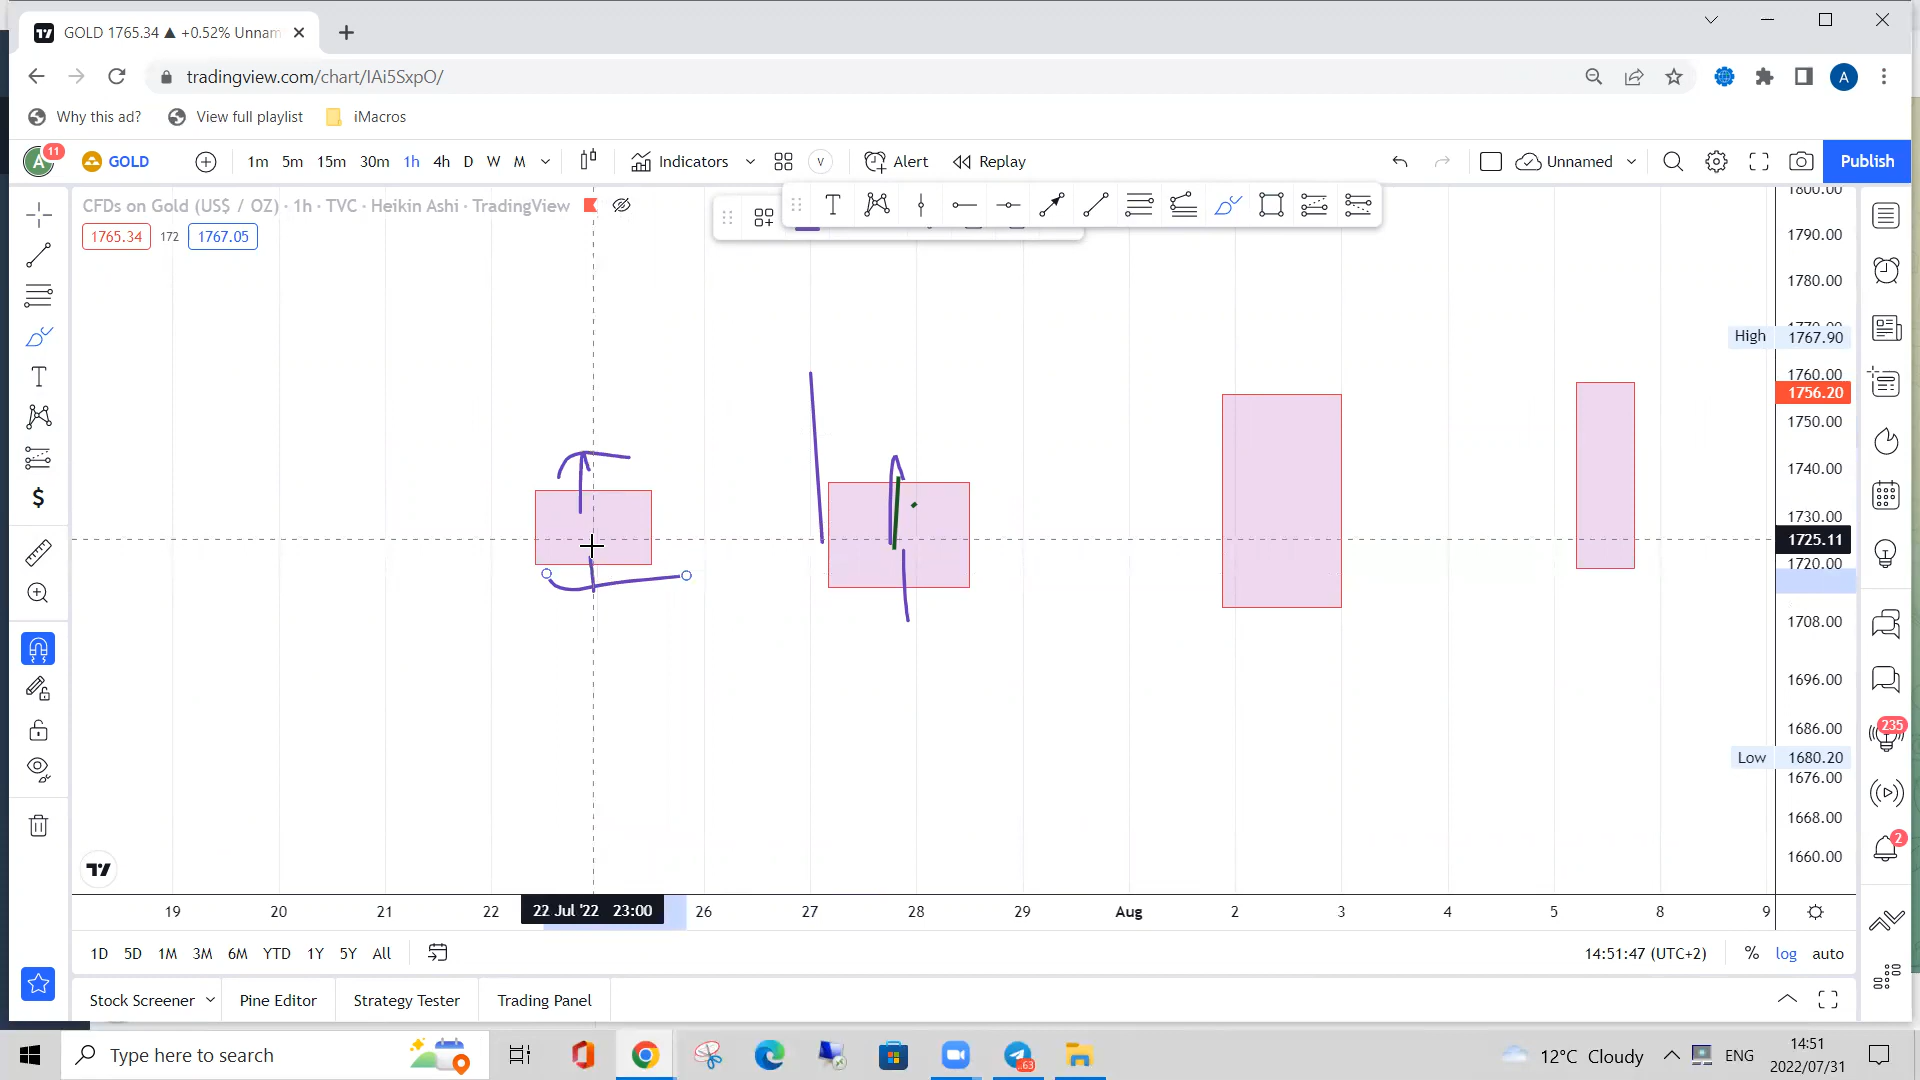 GOLD 1765.34 ▲ +0.52% Unnam
tradingview.com/chart/IAi5SxpO/
A
Why this ad?
View full playlist
iMacros
A
11
GOLD
1m 5m 15m 30m 1h 4h D W M
Indicators
V
Alert
Replay
Unnamed
Publish
CFDs on Gold (US$ / OZ) · 1h · TVC · Heikin Ashi · TradingView
1765.34
172
1767.05
T
1800.00
1790.00
1780.00
1770.00
High 1767.90
1760.00
1756.20
1750.00
1740.00
1730.00
1725.11
1720.00
1708.00
1696.00
1686.00
Low 1680.20
1676.00
1668.00
1660.00
235
2
19 20 21 22 22 Jul '22 23:00 26 27 28 29 Aug 2 3 4 5 8 9
1D 5D 1M 3M 6M YTD 1Y 5Y All
14:51:47 (UTC+2)
% log auto
Stock Screener
Pine Editor
Strategy Tester
Trading Panel
Type here to search
63
12°C Cloudy
ENG
14:51
2022/07/31